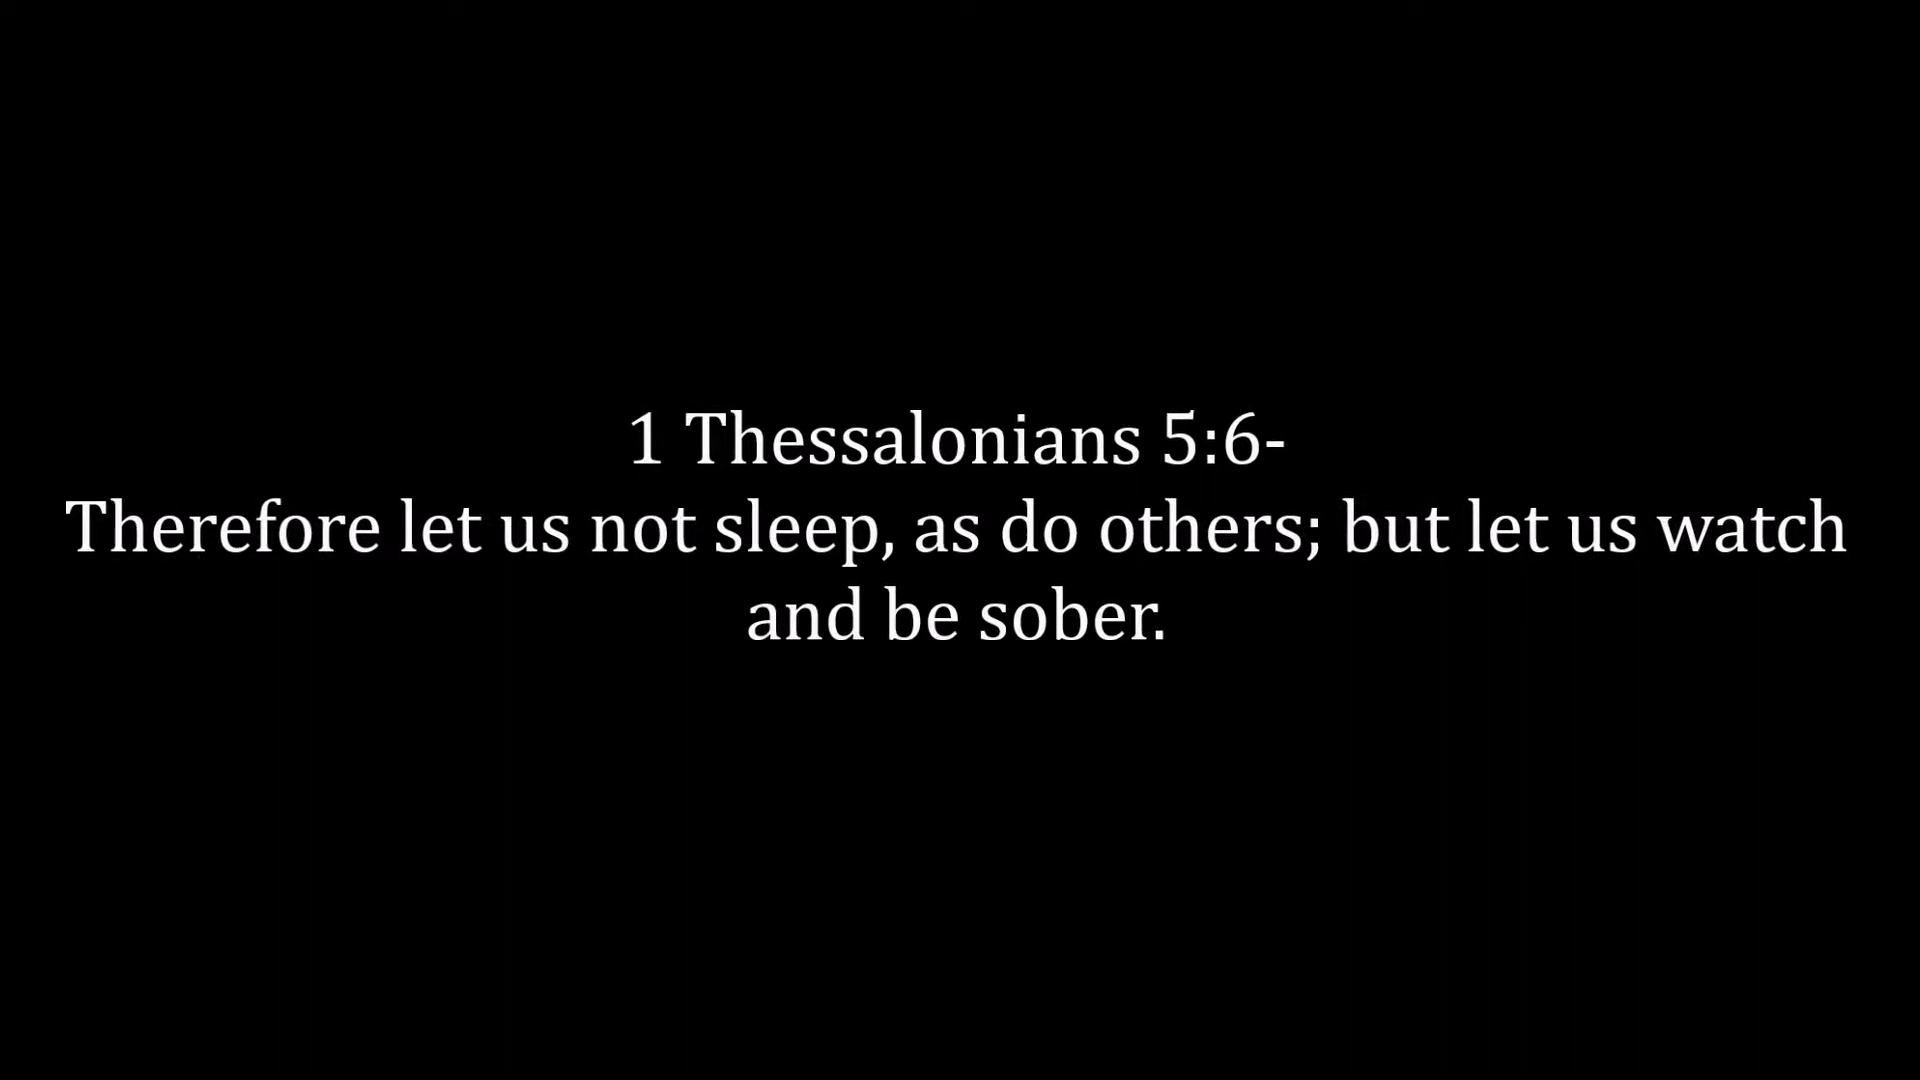 1 Thessalonians 5:6-
Therefore let us not sleep, as do others; but let us watch
and be sober.